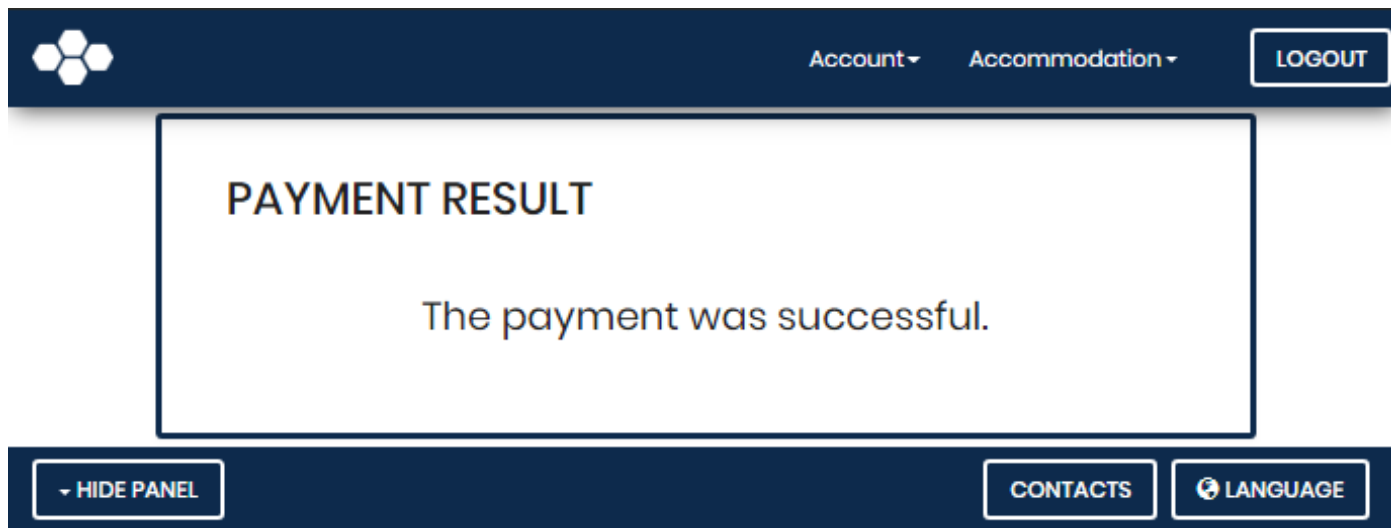 Account Accommodation LOGOUT
PAYMENT RESULT
The payment was successful.
HIDE PANEL CONTACTS LANGUAGE